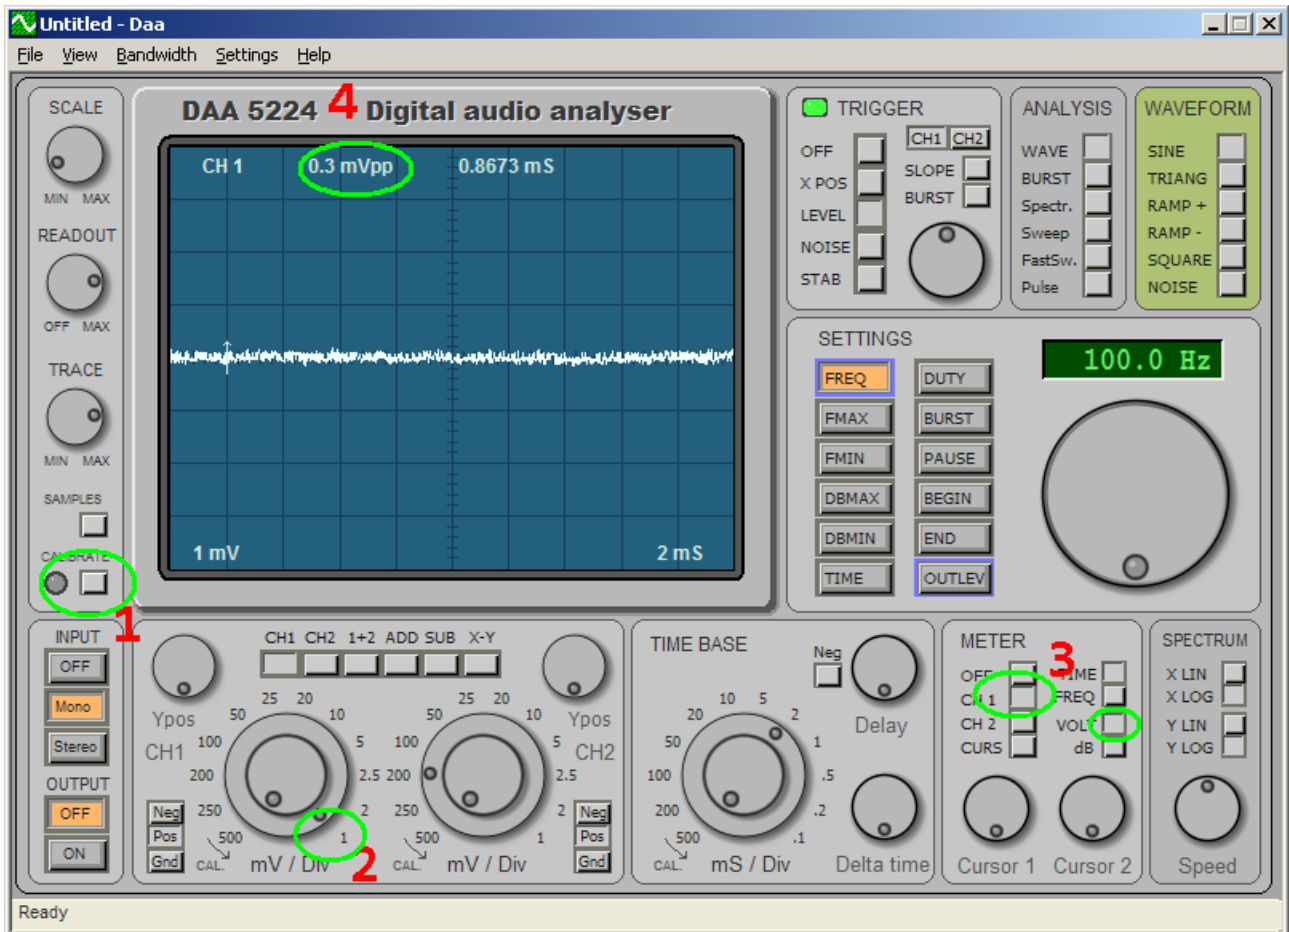 Untitled - Daa
File View Bandwidth Settings Help
SCALE
MIN MAX
READOUT
OFF MAX
TRACE
MIN MAX
SAMPLES
CALIBRATE
1
DAA 5224 4 Digital audio analyser
CH 1 0.3 mVpp 0.8673 mS
1 mV 2 mS
TRIGGER
OFF
X POS
LEVEL
NOISE
STAB
CH1 CH2
SLOPE
BURST
ANALYSIS
WAVE
BURST
Spectr.
Sweep
FastSw.
Pulse
WAVEFORM
SINE
TRIANG
RAMP +
RAMP -
SQUARE
NOISE
SETTINGS
100.0 Hz
FREQ DUTY
FMAX BURST
FMIN PAUSE
DBMAX BEGIN
DBMIN END
TIME OUTLEV
INPUT
OFF
Mono
Stereo
OUTPUT
OFF
ON
CH1 CH2 1+2 ADD SUB X-Y
Ypos
CH1
500 250 200 100 50 25 20 10 5 2.5 2 1
CAL.
mV / Div
2
Neg
Pos
Gnd
Ypos
CH2
500 250 200 100 50 25 20 10 5 2.5 2 1
CAL.
mV / Div
Neg
Pos
Gnd
TIME BASE
500 200 100 50 20 10 5 2 1 .5 .2 .1
CAL.
mS / Div
Neg
Delay
Delta time
METER
3
OFF TIME
CH 1 FREQ
CH 2 VOLT
CURS dB
Cursor 1 Cursor 2
SPECTRUM
X LIN
X LOG
Y LIN
Y LOG
Speed
Ready